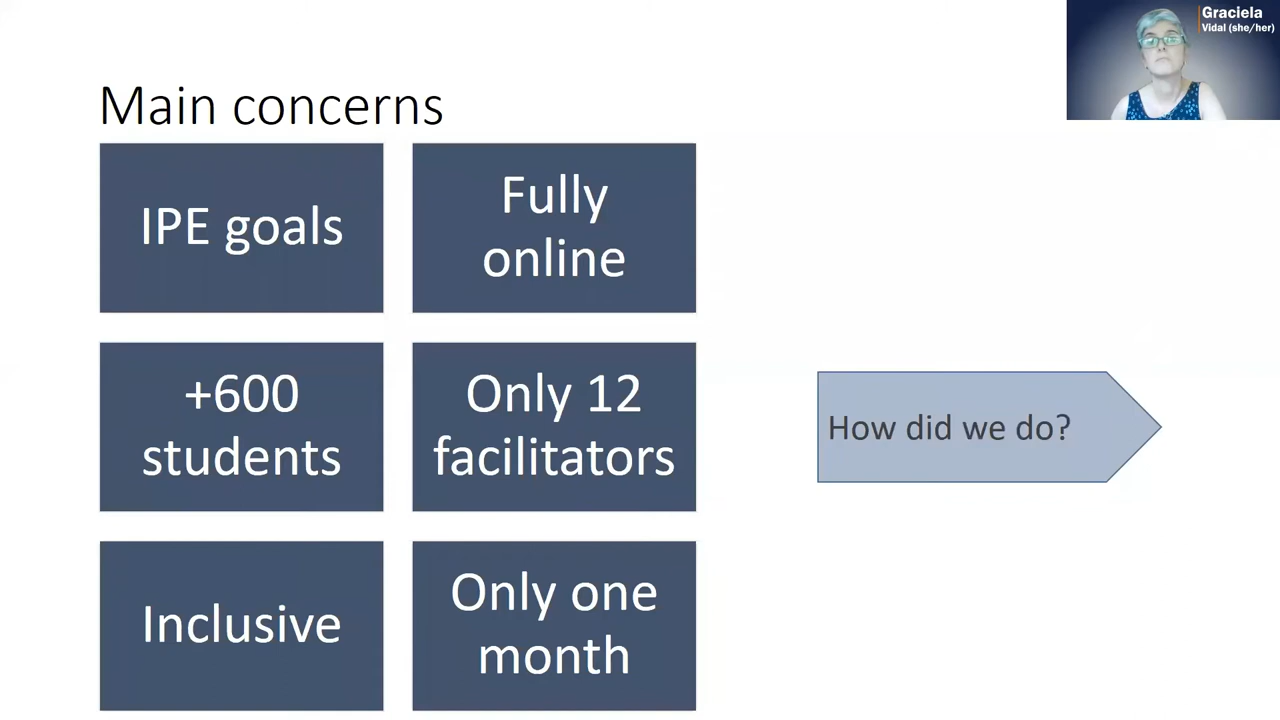 Graciela
Vidal (she/her)
Main concerns
IPE goals
Fully
online
+600
students
Only 12
facilitators
How did we do?
Inclusive
Only one
month